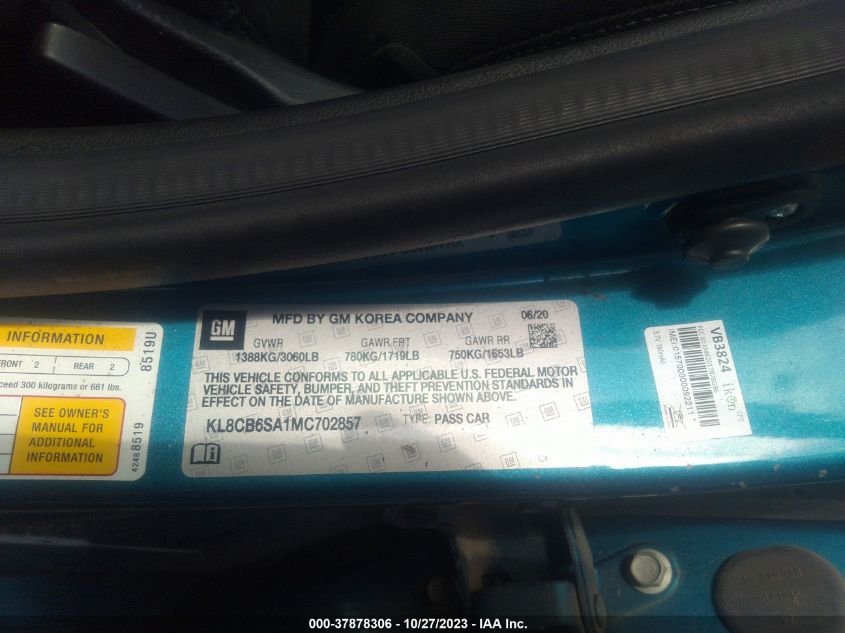 GM
MFD BY GM KOREA COMPANY
06/20
GVWR
GAWR FRT
GAWR RR
1388KG/3060LB
780KG/1719LB
750KG/1653LB
THIS VEHICLE CONFORMS TO ALL APPLICABLE U.S. FEDERAL MOTOR
VEHICLE SAFETY, BUMPER, AND THEFT PREVENTION STANDARDS
IN EFFECT ON THE DATE OF MANUFACTURE SHOWN ABOVE.
KL8CB6SA1MC702857
TYPE: PASS CAR
INFORMATION
FRONT 2
REAR 2
ceed 300 kilograms or 661 lbs.
SEE OWNER'S
MANUAL FOR
ADDITIONAL
INFORMATION
8519U
4248 8519
VB3824
000-37878306 - 10/27/2023 - IAA Inc.